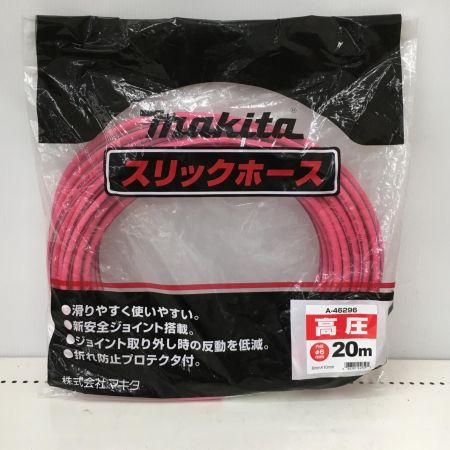 makita®
スリックホース
●滑りやすく使いやすい。
●新安全ジョイント搭載。
●ジョイント取り外し時の反動を低減。
●折れ防止プロテクタ付。
株式会社マキタ
A-46296
高圧
内径
φ6
20m